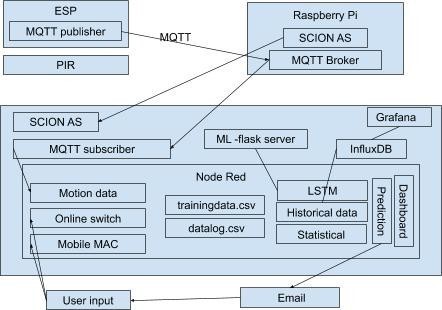 ESP
MQTT publisher
PIR
MQTT
Raspberry Pi
SCION AS
MQTT Broker
SCION AS
MQTT subscriber
ML -flask server
Grafana
InfluxDB
Node Red
Motion data
Online switch
Mobile MAC
trainingdata.csv
datalog.csv
LSTM
Historical data
Statistical
Prediction
Dashboard
User input
Email